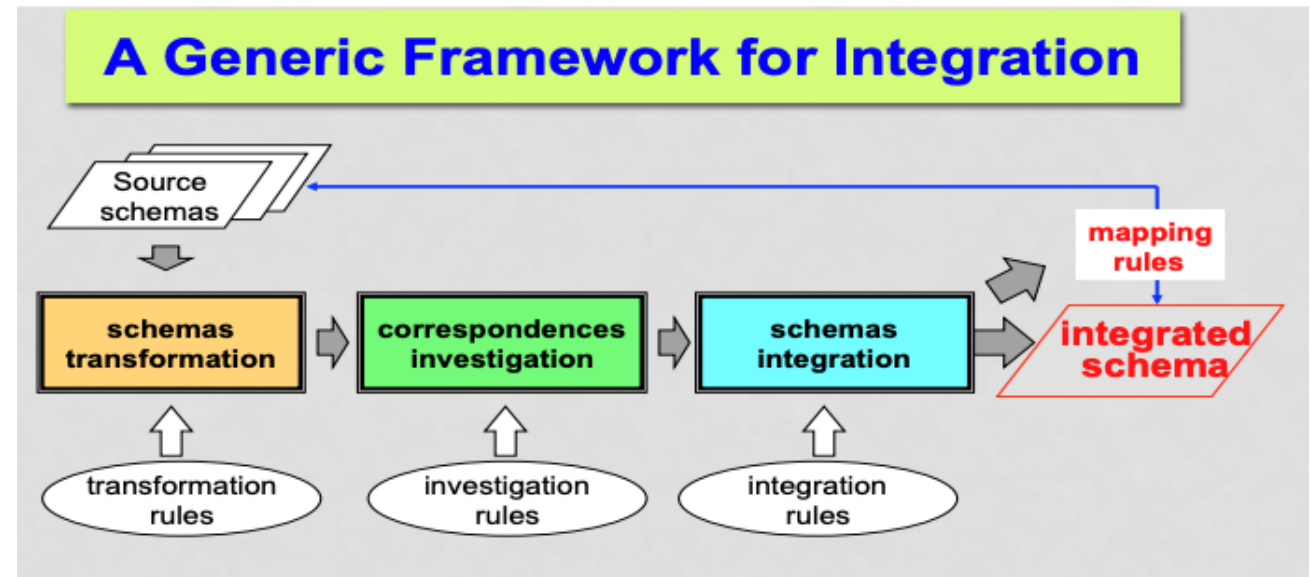 A Generic Framework for Integration
Source
schemas
mapping
rules
schemas
transformation
correspondences
investigation
schemas
integration
integrated
schema
transformation
rules
investigation
rules
integration
rules